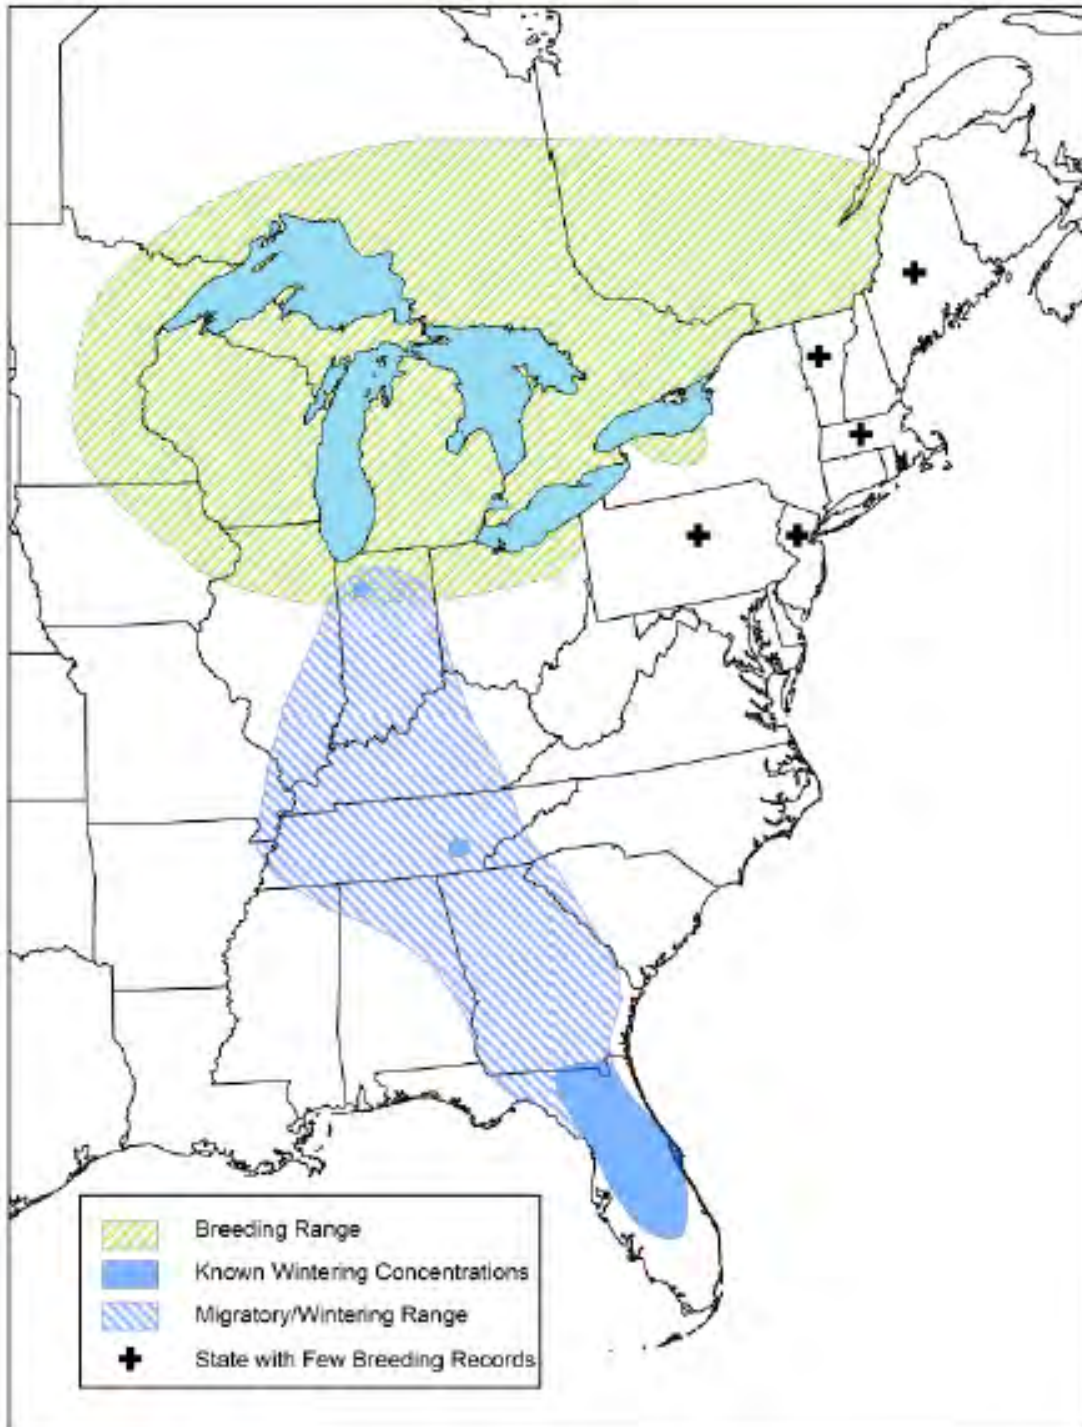 Breeding Range
Known Wintering Concentrations
Migratory/Wintering Range
State with Few Breeding Records